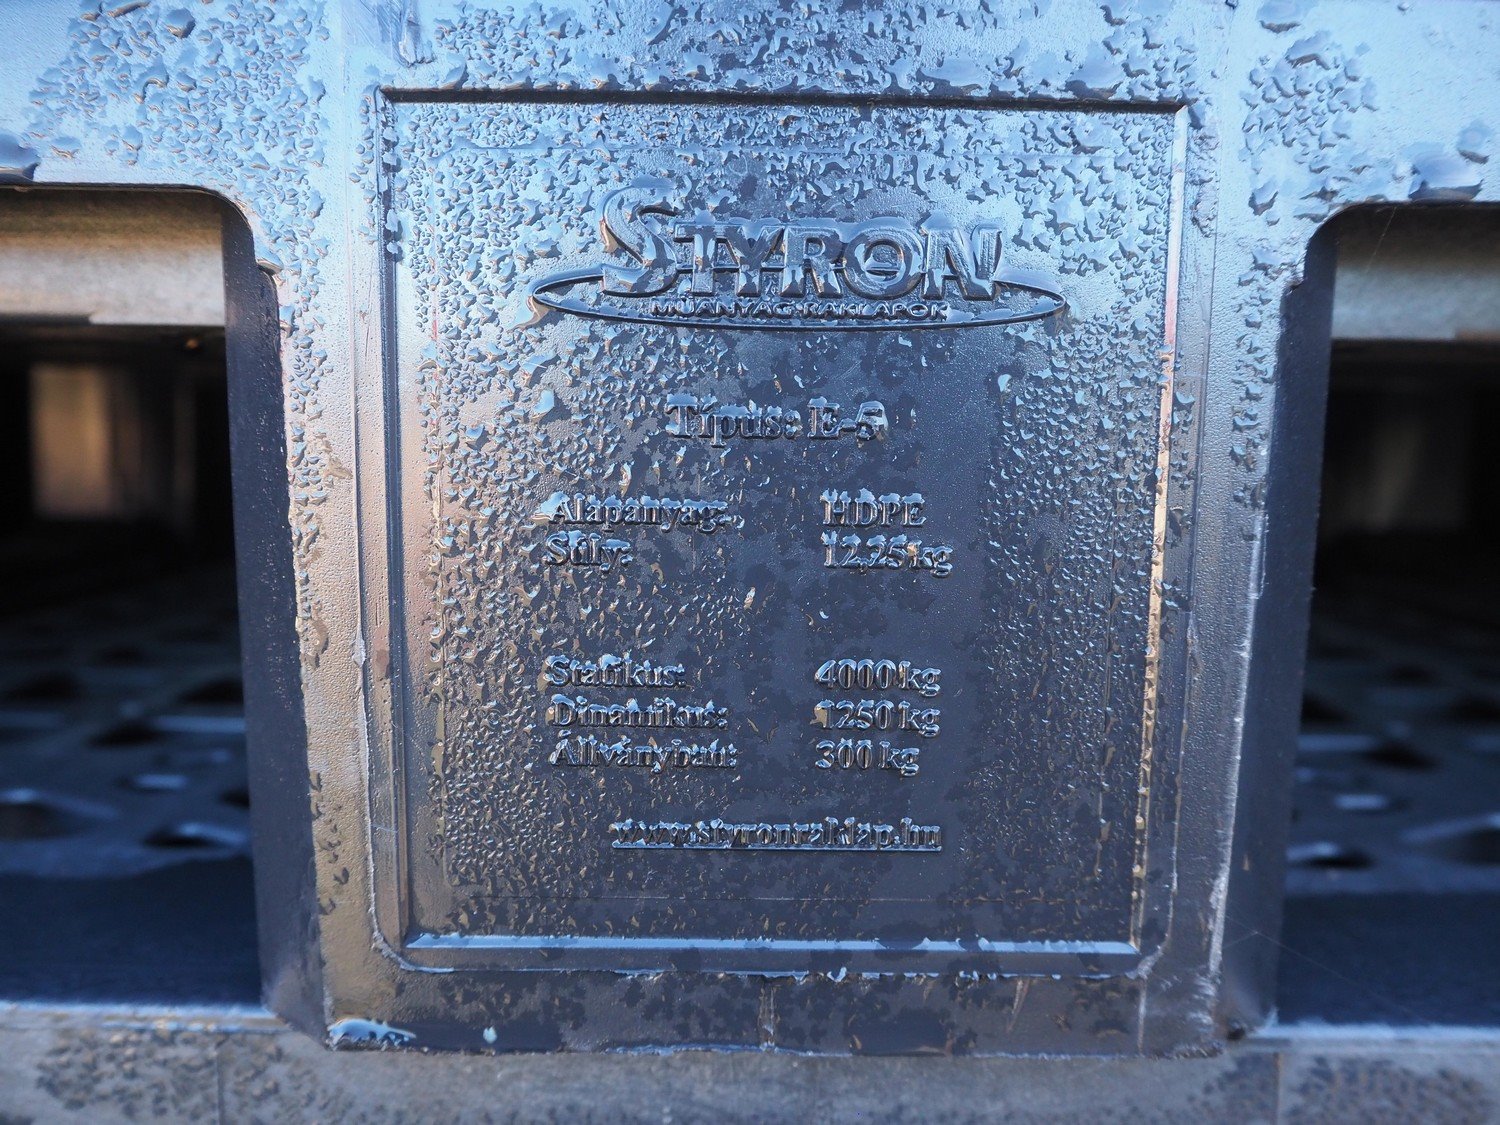 STYRON
MŰANYAG RAKLAPOK
Típus: E-5
Alapanyag: HDPE
Súly: 12,25 kg
Statikus: 4000 kg
Dinamikus: 1250 kg
Állványban: 300 kg
www.styronraklap.hu